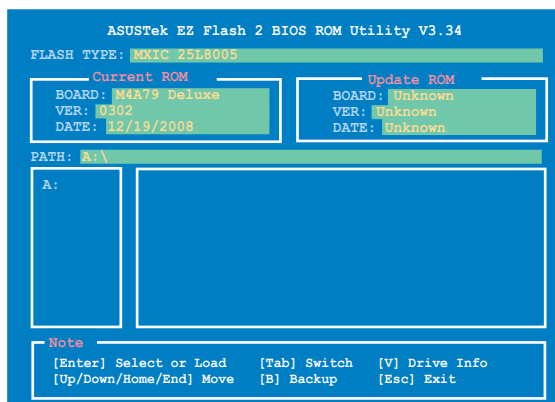 ASUSTek EZ Flash 2 BIOS ROM Utility V3.34
FLASH TYPE: MXIC 25L8005
Current ROM
BOARD: M4A79 Deluxe
VER: 0302
DATE: 12/19/2008
Update ROM
BOARD: Unknown
VER: Unknown
DATE: Unknown
PATH: A:\
A:
Note
[Enter] Select or Load [Tab] Switch [V] Drive Info
[Up/Down/Home/End] Move [B] Backup [Esc] Exit